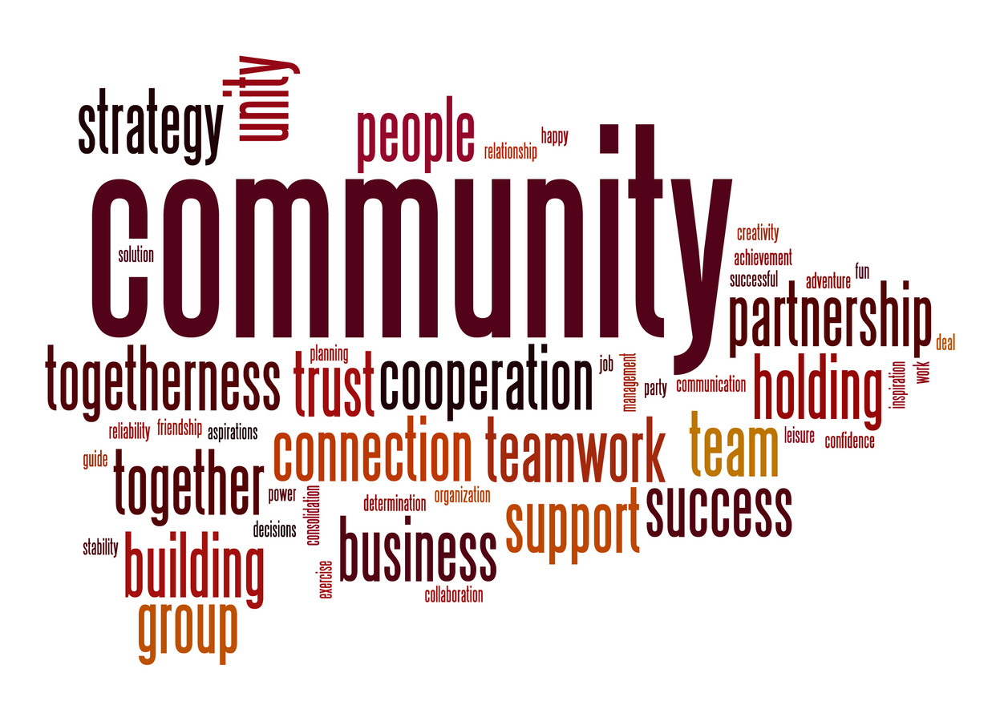 unity
strategy
people
happy
relationship
community
solution
creativity
achievement
successful
adventure
fun
partnership
deal
togetherness
planning
trust
cooperation
job
management
party
communication
holding
inspiration
work
reliability
friendship
aspirations
connection
teamwork
team
leisure
confidence
guide
together
power
consolidation
determination
organization
support
success
decisions
stability
building
business
exercise
collaboration
group